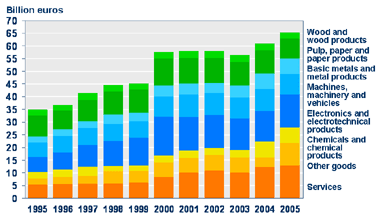 Billion euros
70
65
60
55
50
45
40
35
30
25
20
15
10
5
0
1995 1996 1997 1998 1999 2000 2001 2002 2003 2004 2005
Wood and
wood products
Pulp, paper and
paper products
Basic metals and
metal products
Machines,
machinery and
vehicles
Electronics and
electrotechnical
products
Chemicals and
chemical
products
Other goods
Services